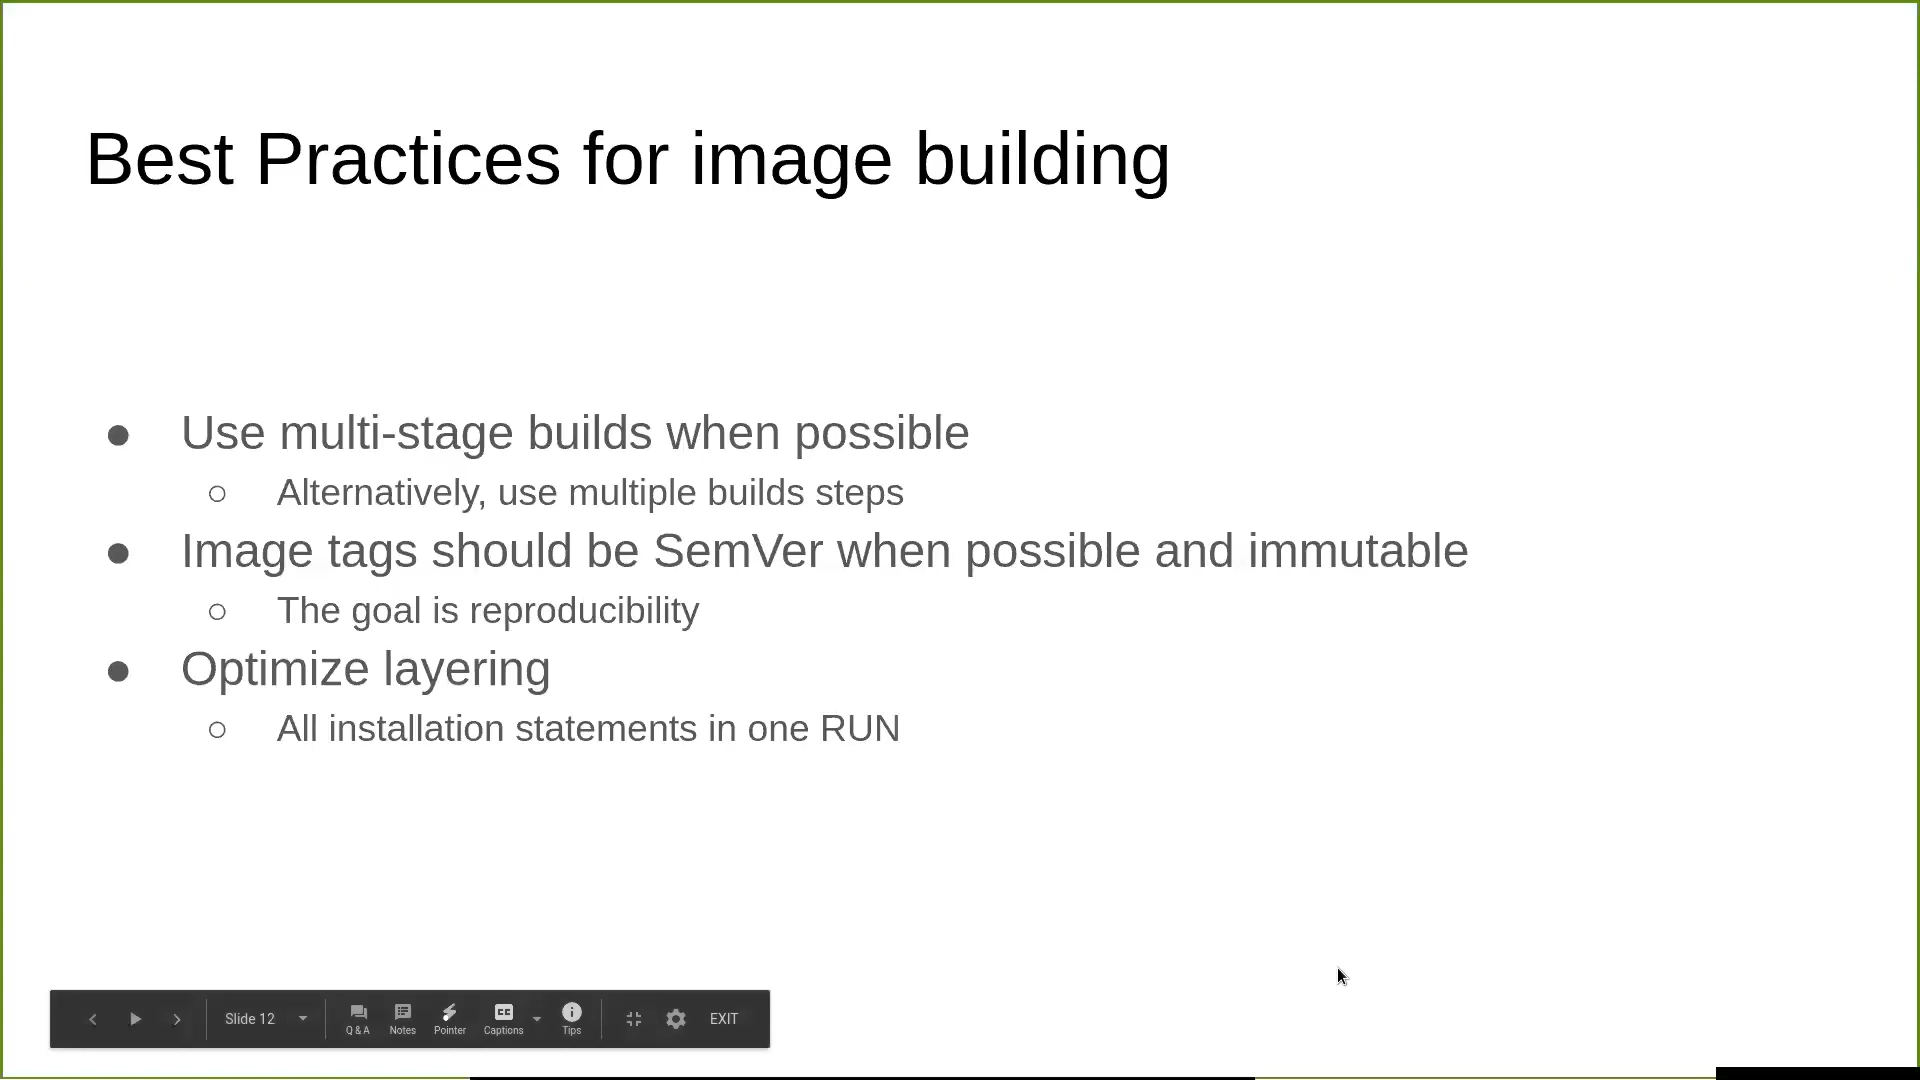 Best Practices for image building
● Use multi-stage builds when possible
○ Alternatively, use multiple builds steps
● Image tags should be SemVer when possible and immutable
○ The goal is reproducibility
● Optimize layering
○ All installation statements in one RUN
Slide 12 Q & A Notes Pointer CC Captions Tips EXIT